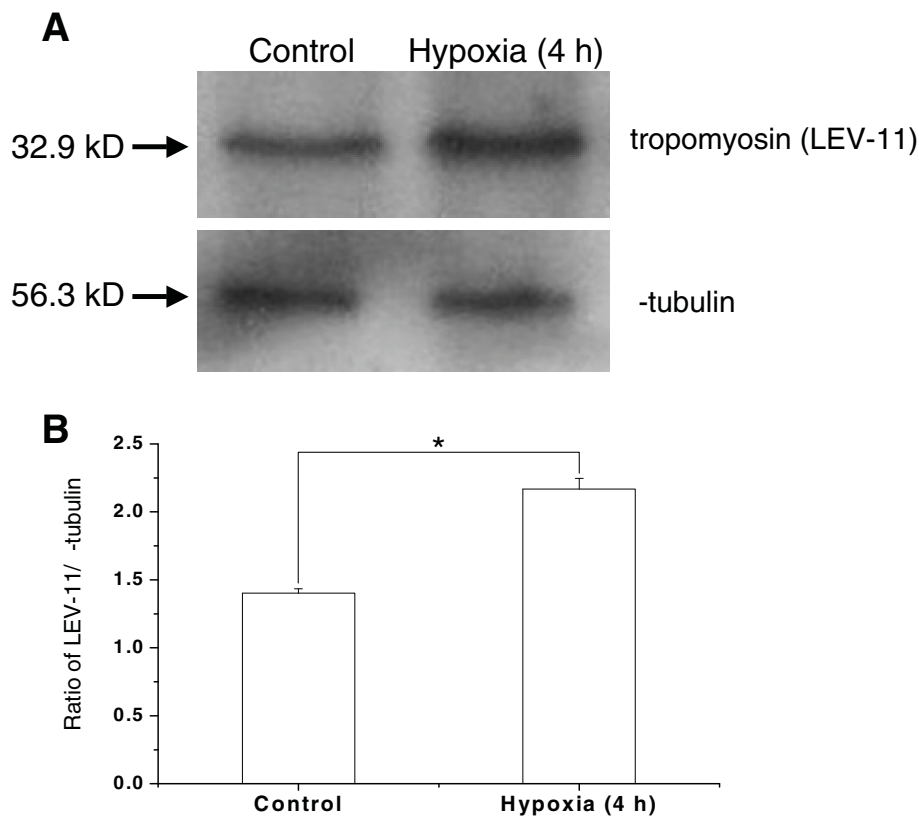 A
Control Hypoxia (4 h)
32.9 kD
tropomyosin (LEV-11)
56.3 kD
-tubulin
B
2.5
2.0
1.5
1.0
0.5
0.0
*
Ratio of LEV-11/ -tubulin
Control Hypoxia (4 h)